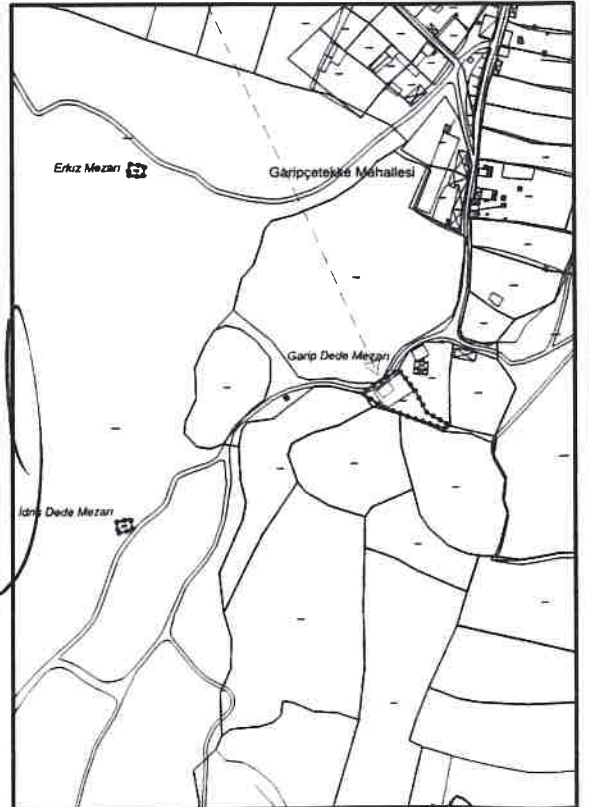 Erkız Mezarı
Garipçetekke Mahallesi
Garip Dede Mezarı
İdris Dede Mezarı